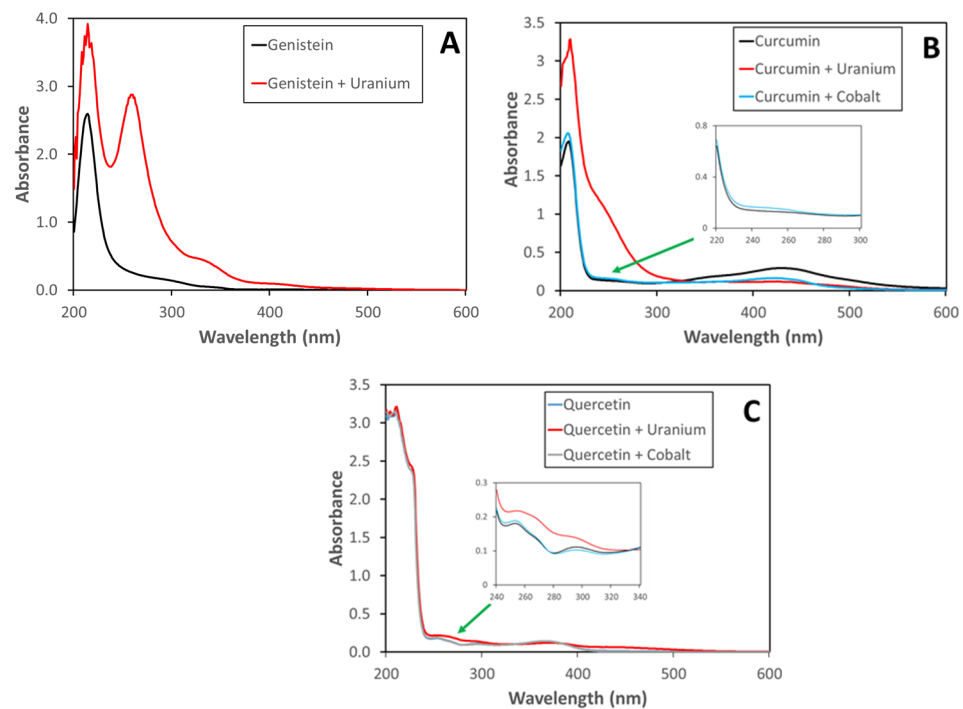 A
Genistein
Genistein + Uranium
Absorbance
4.0
3.0
2.0
1.0
0.0
200 300 400 500 600
Wavelength (nm)
B
Curcumin
Curcumin + Uranium
Curcumin + Cobalt
Absorbance
3.5
3
2.5
2
1.5
1
0.5
0
200 300 400 500 600
Wavelength (nm)
0.8
0.4
0
220 230 240 250 260 270 280 290 300
C
Quercetin
Quercetin + Uranium
Quercetin + Cobalt
Absorbance
3.5
3.0
2.5
2.0
1.5
1.0
0.5
0.0
200 300 400 500 600
Wavelength (nm)
0.3
0.2
0.1
0
240 260 280 300 320 340